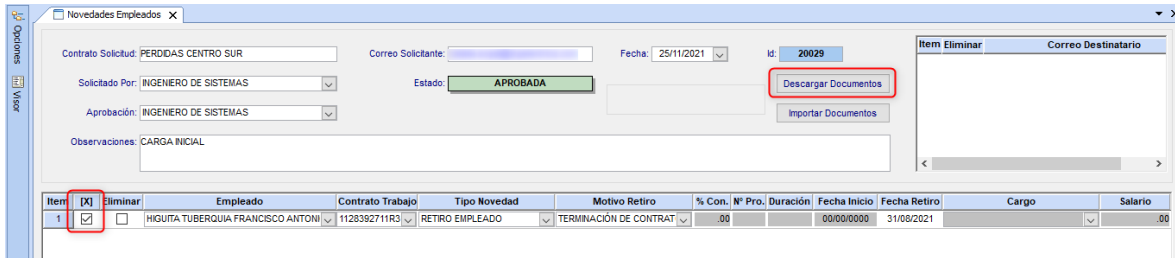 Novedades Empleados X
Opciones
Visor
Contrato Solicitud: PERDIDAS CENTRO SUR Correo Solicitante: Fecha: 25/11/2021 Id: 20029
Solicitado Por: INGENIERO DE SISTEMAS Estado: APROBADA Descargar Documentos
Aprobación: INGENIERO DE SISTEMAS Importar Documentos
Observaciones: CARGA INICIAL
Item Eliminar Correo Destinatario
Item [X] Eliminar Empleado Contrato Trabajo Tipo Novedad Motivo Retiro % Con. Nº Pro. Duración Fecha Inicio Fecha Retiro Cargo Salario
1 HIGUITA TUBERQUIA FRANCISCO ANTONI 1128392711R3 RETIRO EMPLEADO TERMINACIÓN DE CONTRAT .00 00/00/0000 31/08/2021 .00